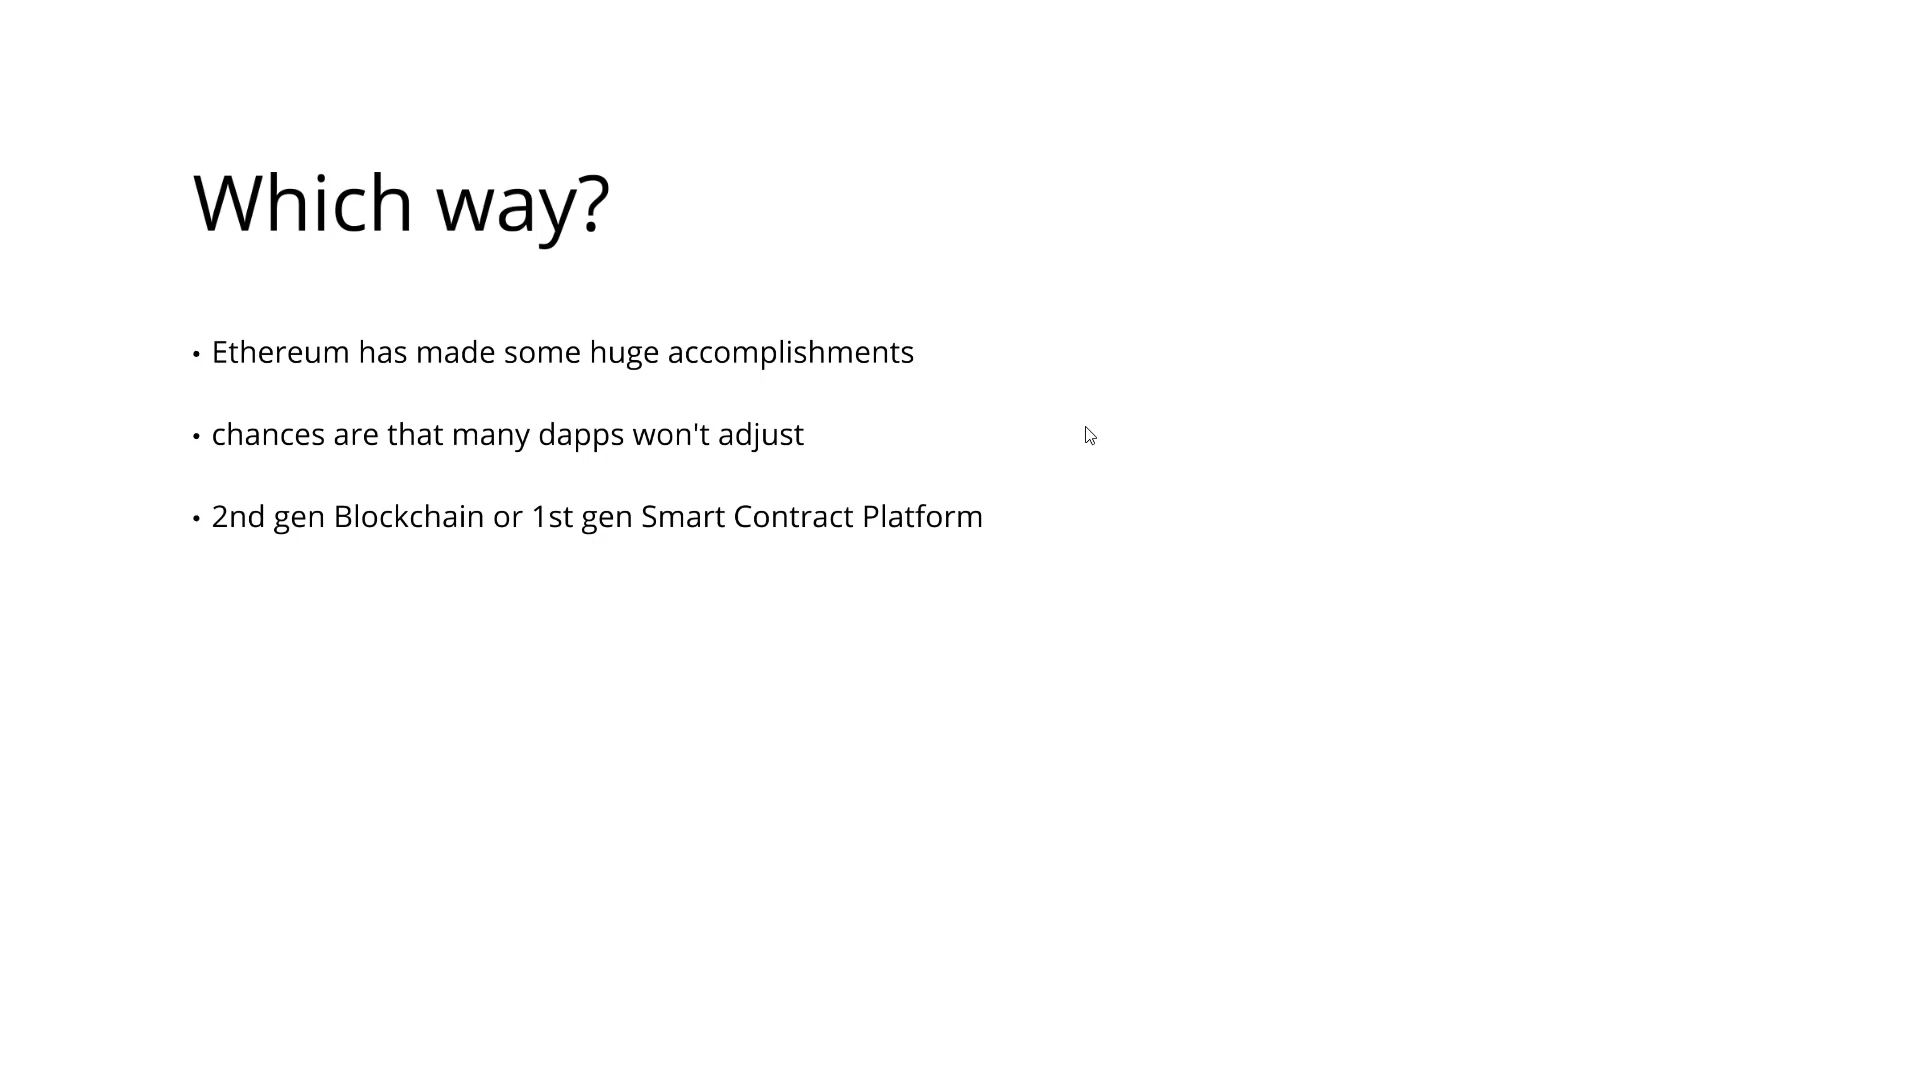 Which way?
• Ethereum has made some huge accomplishments
• chances are that many dapps won't adjust
• 2nd gen Blockchain or 1st gen Smart Contract Platform